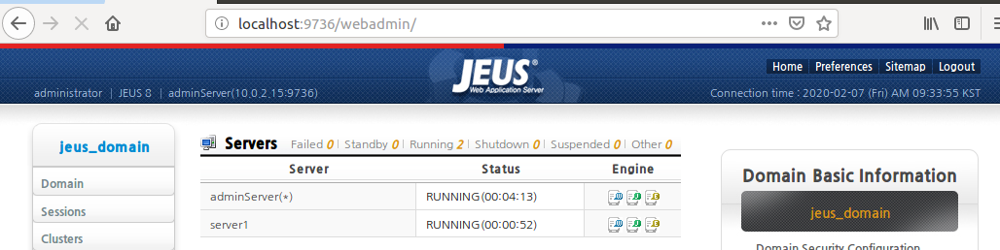 localhost:9736/webadmin/
JEUS®
Web Application Server
Home Preferences Sitemap Logout
administrator | JEUS 8 | adminServer(10,0,2,15:9736)
Connection time : 2020-02-07 (Fri) AM 09:33:55 KST
jeus_domain
Domain
Sessions
Clusters
Servers Failed 0 | Standby 0 | Running 2 | Shutdown 0 | Suspended 0 | Other 0
Server Status Engine
adminServer(*) RUNNING(00:04:13)
server1 RUNNING(00:00:52)
Domain Basic Information
jeus_domain
Domain Security Configuration